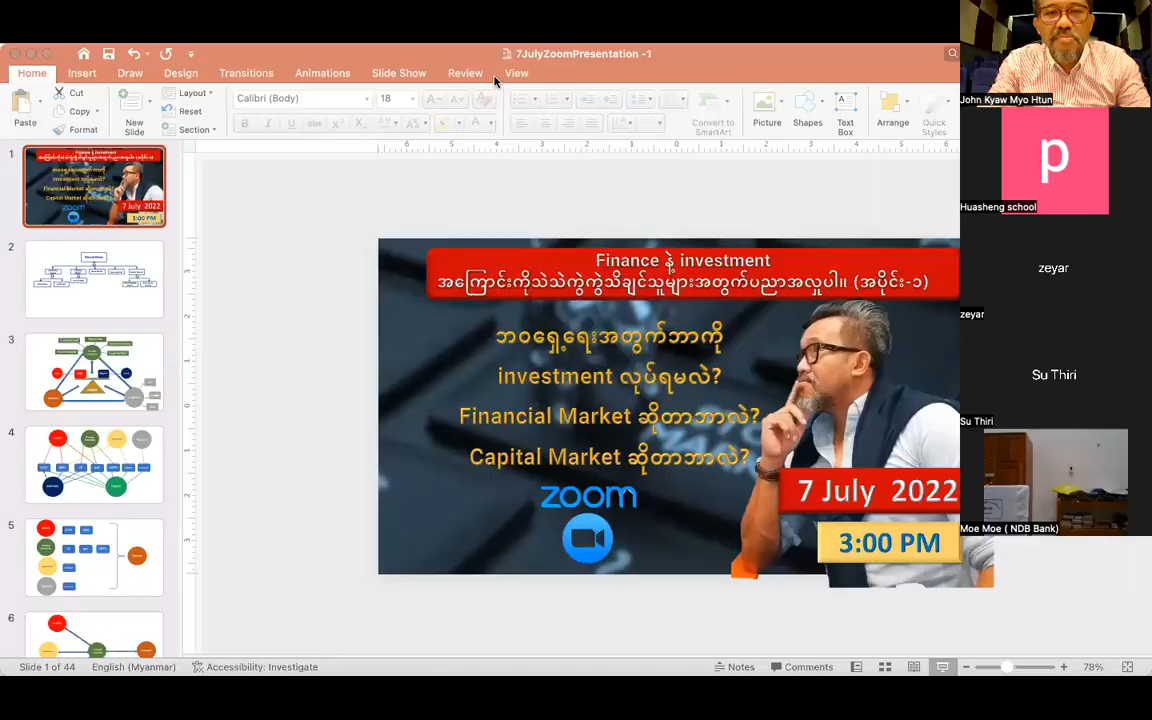 7JulyZoomPresentation -1
Home Insert Draw Design Transitions Animations Slide Show Review View
Paste
Cut
Copy
Format
New Slide
Layout
Reset
Section
Calibri (Body) 18
Convert to SmartArt
Picture
Shapes
Text Box
Arrange
Quick Styles
1
Finance နဲ့ investment
အကြောင်းကိုသဲသဲကွဲကွဲသိချင်သူများအတွက်ပညာအလှူပါ။ (အပိုင်း-၁)
ဘဝရှေ့ရေးအတွက်ဘာကို
investment လုပ်ရမလဲ?
Financial Market ဆိုတာဘာလဲ?
Capital Market ဆိုတာဘာလဲ?
zoom
7 July 2022
3:00 PM
2
3
4
5
6
John Kyaw Myo Htun
p
Huasheng school
zeyar
zeyar
Su Thiri
Su Thiri
Moe Moe ( NDB Bank)
Slide 1 of 44 English (Myanmar) Accessibility: Investigate Notes Comments 78%